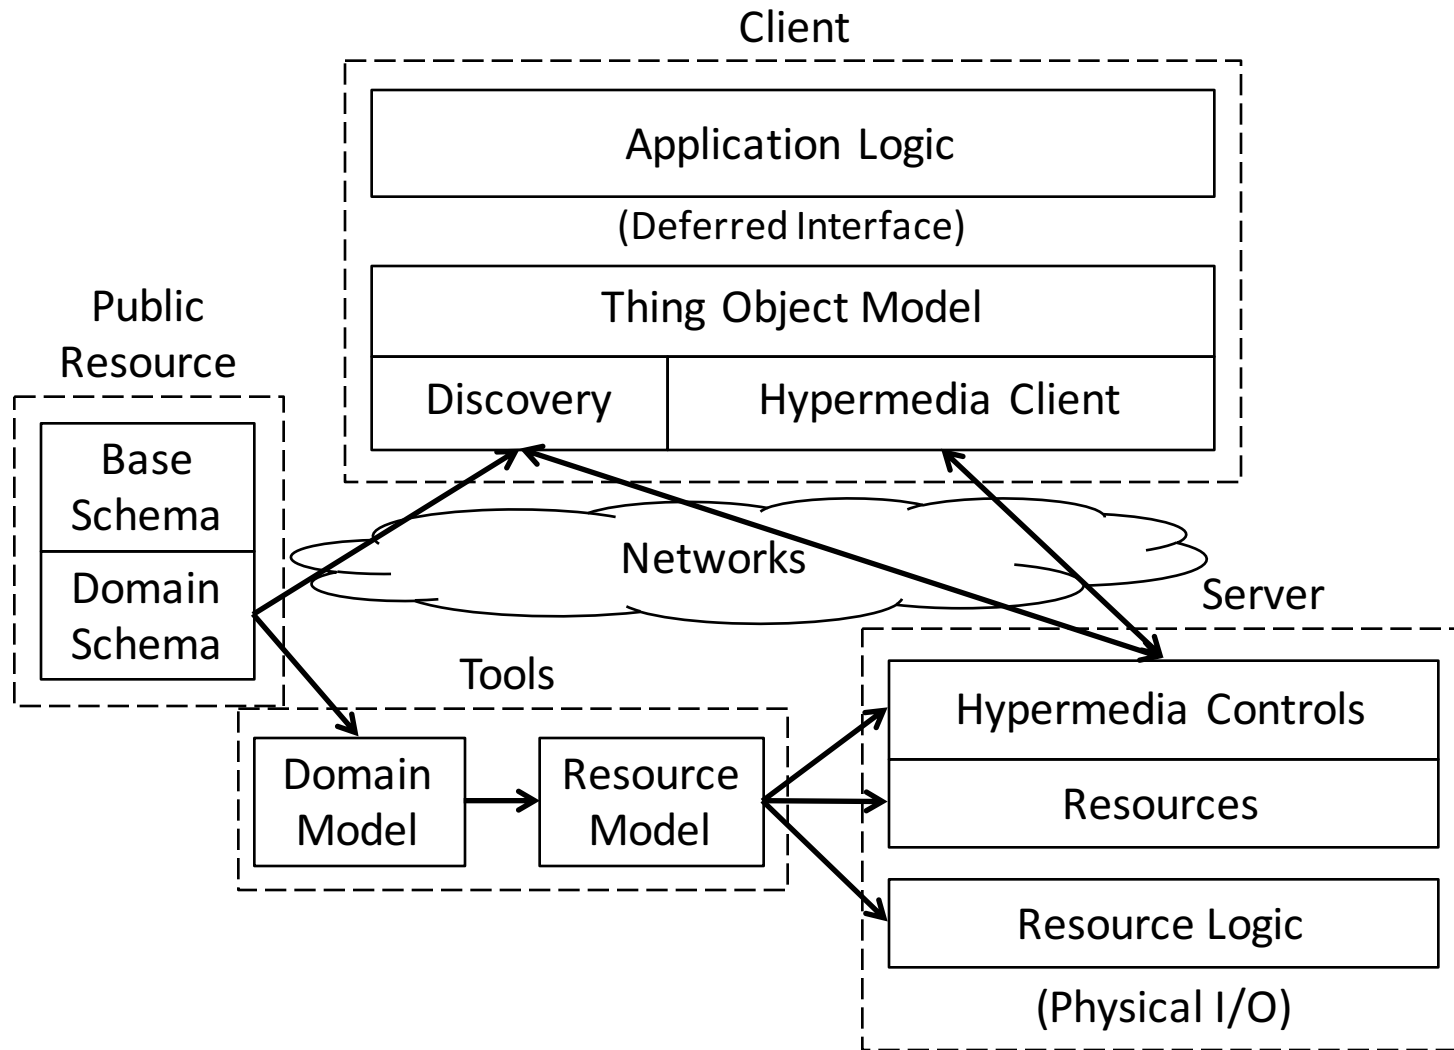 Client
Application Logic
(Deferred Interface)
Thing Object Model
Discovery
Hypermedia Client
Public
Resource
Base
Schema
Domain
Schema
Networks
Tools
Domain
Model
Resource
Model
Server
Hypermedia Controls
Resources
Resource Logic
(Physical I/O)